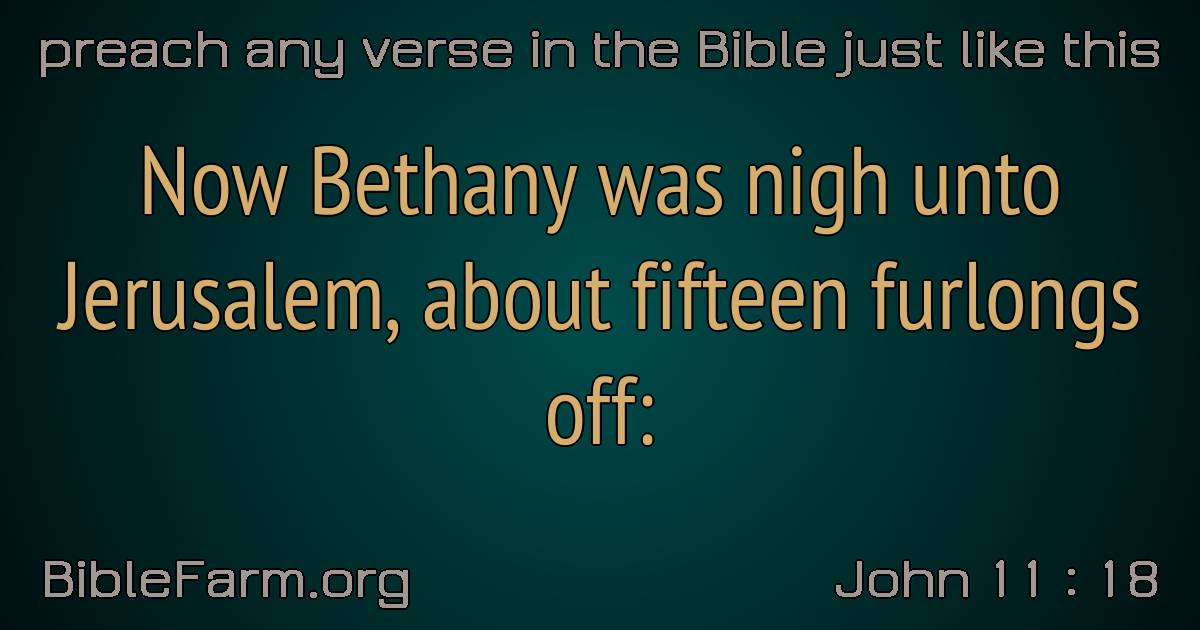 preach any verse in the Bible just like this
Now Bethany was nigh unto
Jerusalem, about fifteen furlongs
off:
BibleFarm.org
John 11 : 18